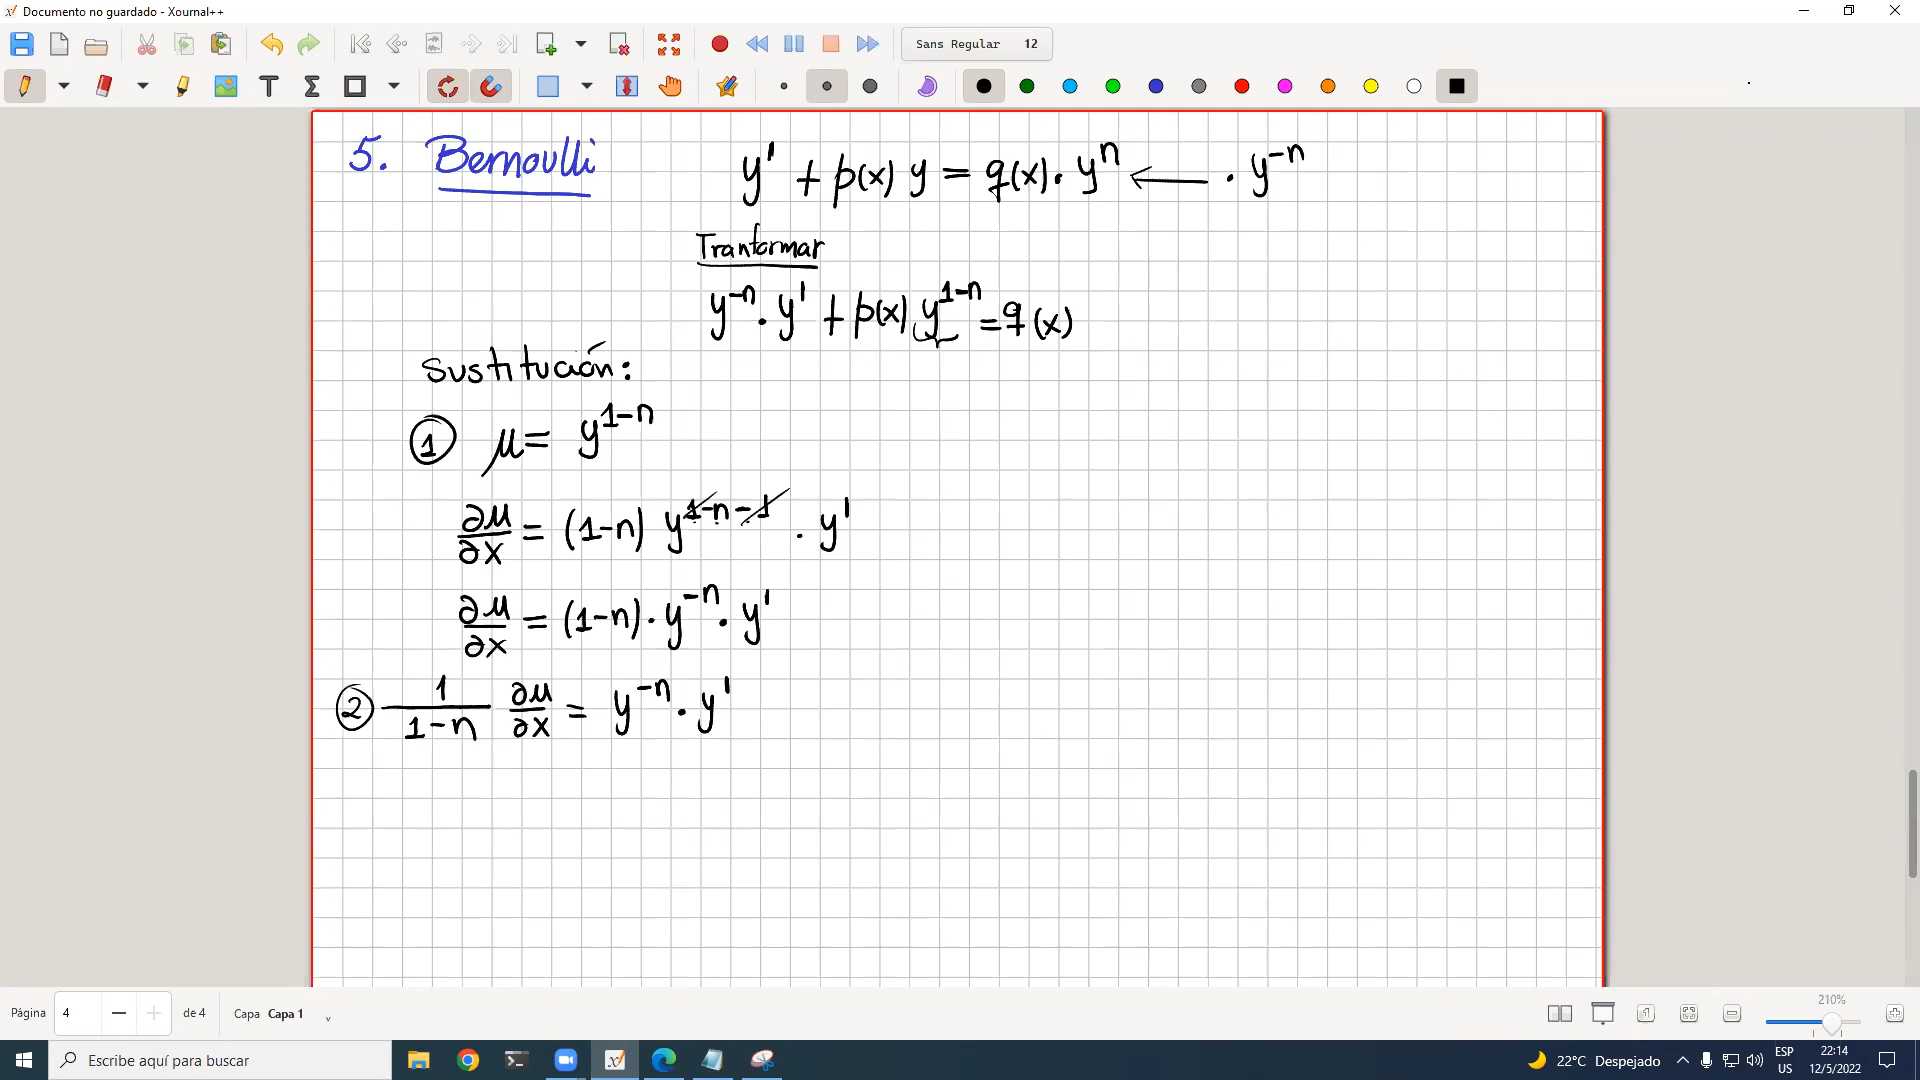 Documento no guardado - Xournal++
Sans Regular 12
5. Bernoulli
y' + p(x) y = q(x)· y^n ← · y^-n
Tranformar
y^-n · y' + p(x) y^1-n = q(x)
Sustitución:
① μ = y^1-n
∂μ/∂x = (1-n) y^1-n-1 · y'
∂μ/∂x = (1-n) · y^-n · y'
② 1/1-n ∂μ/∂x = y^-n · y'
Página 4 de 4 Capa Capa 1
210%
Escribe aquí para buscar
22°C Despejado
ESP
US
22:14
12/5/2022